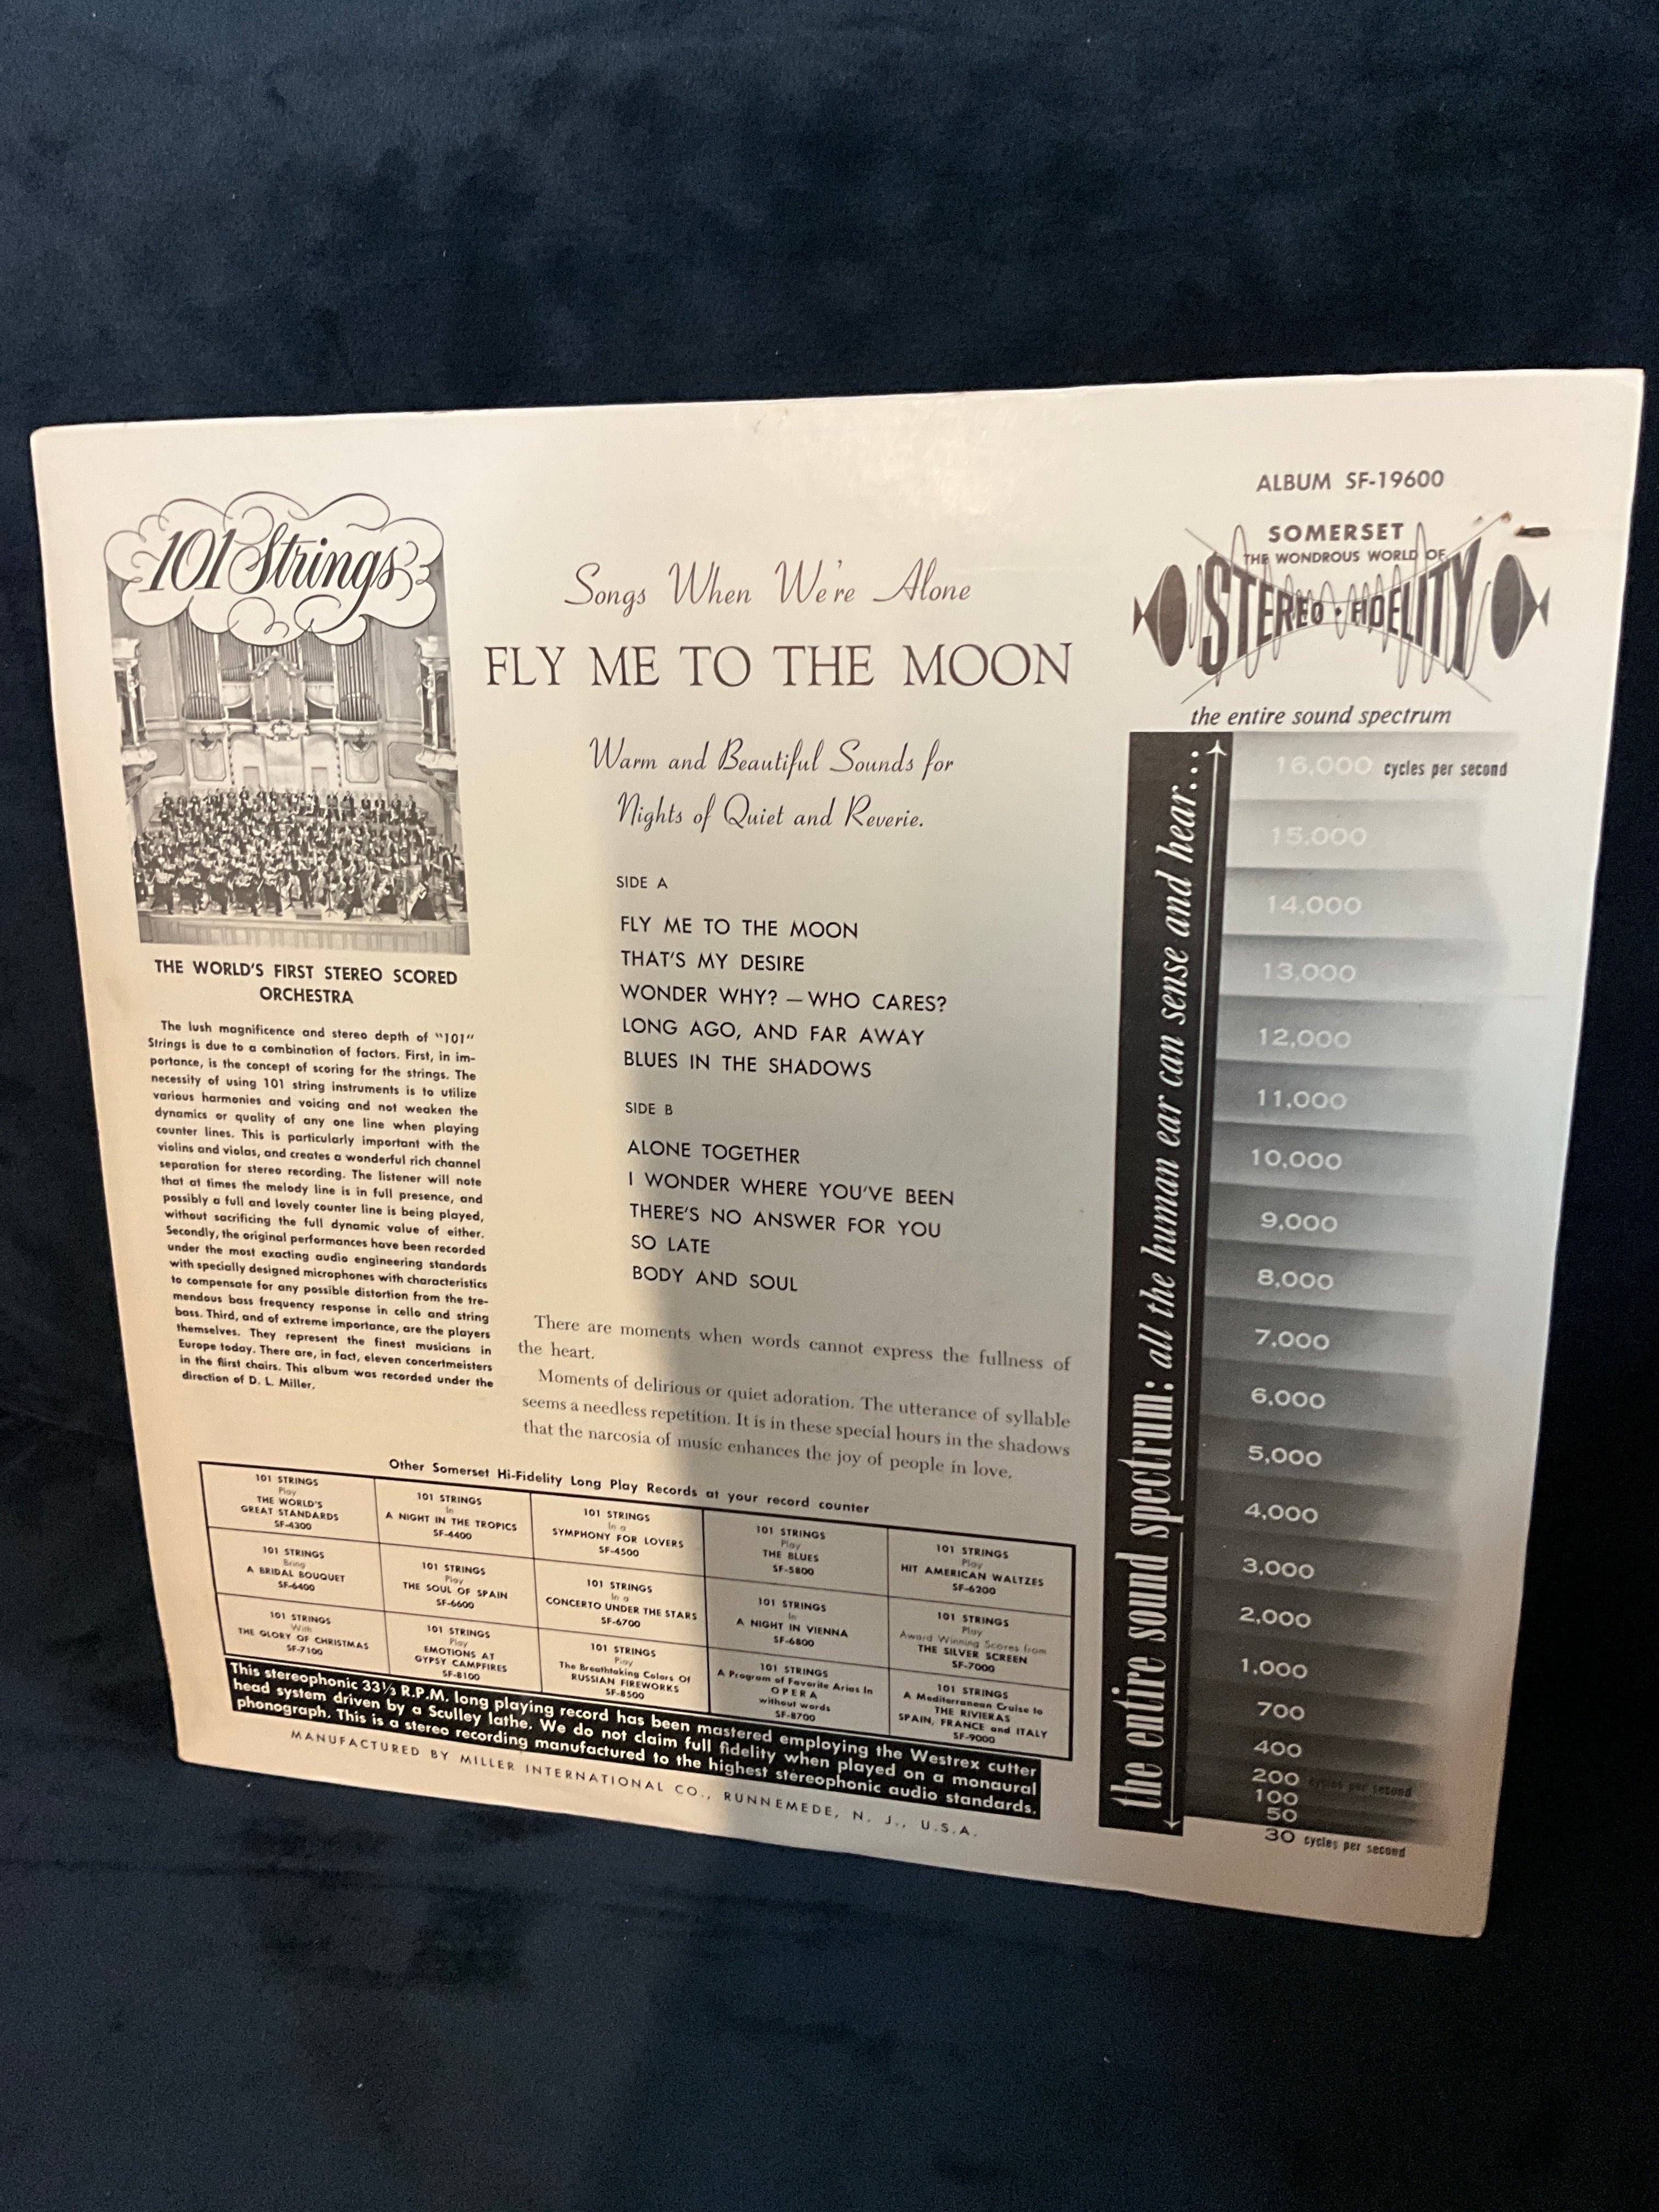 ALBUM SF-19600
101 Strings
SOMERSET
THE WONDROUS WORLD OF
STEREO-FIDELITY
the entire sound spectrum
Songs When We're Alone
FLY ME TO THE MOON
Warm and Beautiful Sounds for
Nights of Quiet and Reverie.
SIDE A
FLY ME TO THE MOON
THAT'S MY DESIRE
WONDER WHY? — WHO CARES?
LONG AGO, AND FAR AWAY
BLUES IN THE SHADOWS
SIDE B
ALONE TOGETHER
I WONDER WHERE YOU'VE BEEN
THERE'S NO ANSWER FOR YOU
SO LATE
BODY AND SOUL
There are moments when words cannot express the fullness of
the heart.
Moments of delirious or quiet adoration. The utterance of syllable
seems a needless repetition. It is in these special hours in the shadows
that the narcosia of music enhances the joy of people in love.
THE WORLD'S FIRST STEREO SCORED
ORCHESTRA
The lush magnificence and stereo depth of "101"
Strings is due to a combination of factors. First, in im-
portance, is the concept of scoring for the strings. The
necessity of using 101 string instruments is to utilize
various harmonies and voicing and not weaken the
dynamics or quality of any one line when playing
counter lines. This is particularly important with the
violins and violas, and creates a wonderful rich channel
separation for stereo recording. The listener will note
that at times the melody line is in full presence, and
possibly a full and lovely counter line is being played,
without sacrificing the full dynamic value of either.
Secondly, the original performances have been recorded
under the most exacting audio engineering standards
with specially designed microphones with characteristics
to compensate for any possible distortion from the tre-
mendous bass frequency response in cello and string
bass. Third, and of extreme importance, are the players
themselves. They represent the finest musicians in
Europe today. There are, in fact, eleven concertmeisters
in the flirst chairs. This album was recorded under the
direction of D. L. Miller.
Other Somerset Hi-Fidelity Long Play Records at your record counter
101 STRINGS
Play
THE WORLD'S
GREAT STANDARDS
SF-4300
101 STRINGS
In
A NIGHT IN THE TROPICS
SF-4400
101 STRINGS
In a
SYMPHONY FOR LOVERS
SF-4500
101 STRINGS
Play
THE BLUES
SF-5800
101 STRINGS
Play
HIT AMERICAN WALTZES
SF-6200
101 STRINGS
Bring
A BRIDAL BOUQUET
SF-6400
101 STRINGS
Play
THE SOUL OF SPAIN
SF-6600
101 STRINGS
In a
CONCERTO UNDER THE STARS
SF-6700
101 STRINGS
In
A NIGHT IN VIENNA
SF-6800
101 STRINGS
Play
Award Winning Scores from
THE SILVER SCREEN
SF-7000
101 STRINGS
With
THE GLORY OF CHRISTMAS
SF-7100
101 STRINGS
Play
EMOTIONS AT
GYPSY CAMPFIRES
SF-8100
101 STRINGS
Play
The Breathtaking Colors Of
RUSSIAN FIREWORKS
SF-8500
101 STRINGS
A Program of Favorite Arias In
OPERA
without words
SF-8700
101 STRINGS
A Mediterranean Cruise to
THE RIVIERAS
SPAIN, FRANCE and ITALY
SF-9000
This stereophonic 33⅓ R.P.M. long playing record has been mastered employing the Westrex cutter
head system driven by a Sculley lathe. We do not claim full fidelity when played on a monaural
phonograph. This is a stereo recording manufactured to the highest stereophonic audio standards.
MANUFACTURED BY MILLER INTERNATIONAL CO., RUNNEMEDE, N. J., U.S.A.
the entire sound spectrum: all the human ear can sense and hear...
16,000 cycles per second
15,000
14,000
13,000
12,000
11,000
10,000
9,000
8,000
7,000
6,000
5,000
4,000
3,000
2,000
1,000
700
400
200 cycles per second
100
50
30 cycles per second